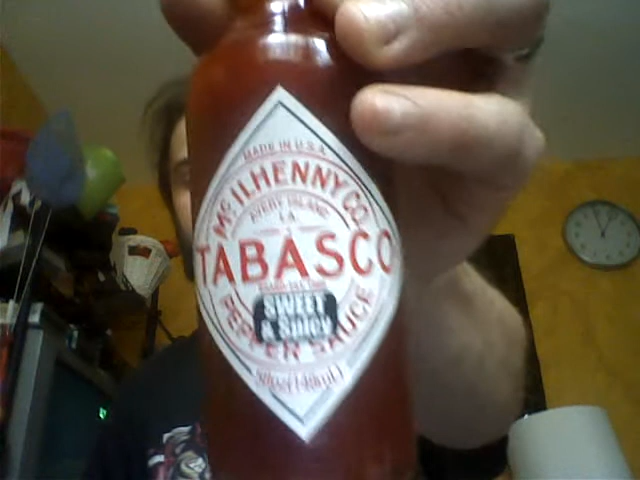 MADE IN U.S.A.
McILHENNY CO.
AVERY ISLAND
LA.
TABASCO
SWEET
& SPICY
PEPPER SAUCE